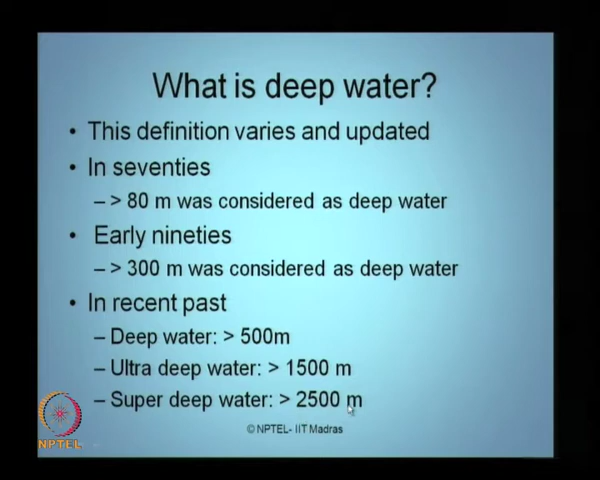 What is deep water?
• This definition varies and updated
• In seventies
– > 80 m was considered as deep water
• Early nineties
– > 300 m was considered as deep water
• In recent past
– Deep water: > 500m
– Ultra deep water: > 1500 m
– Super deep water: > 2500 m
© NPTEL- IIT Madras
NPTEL